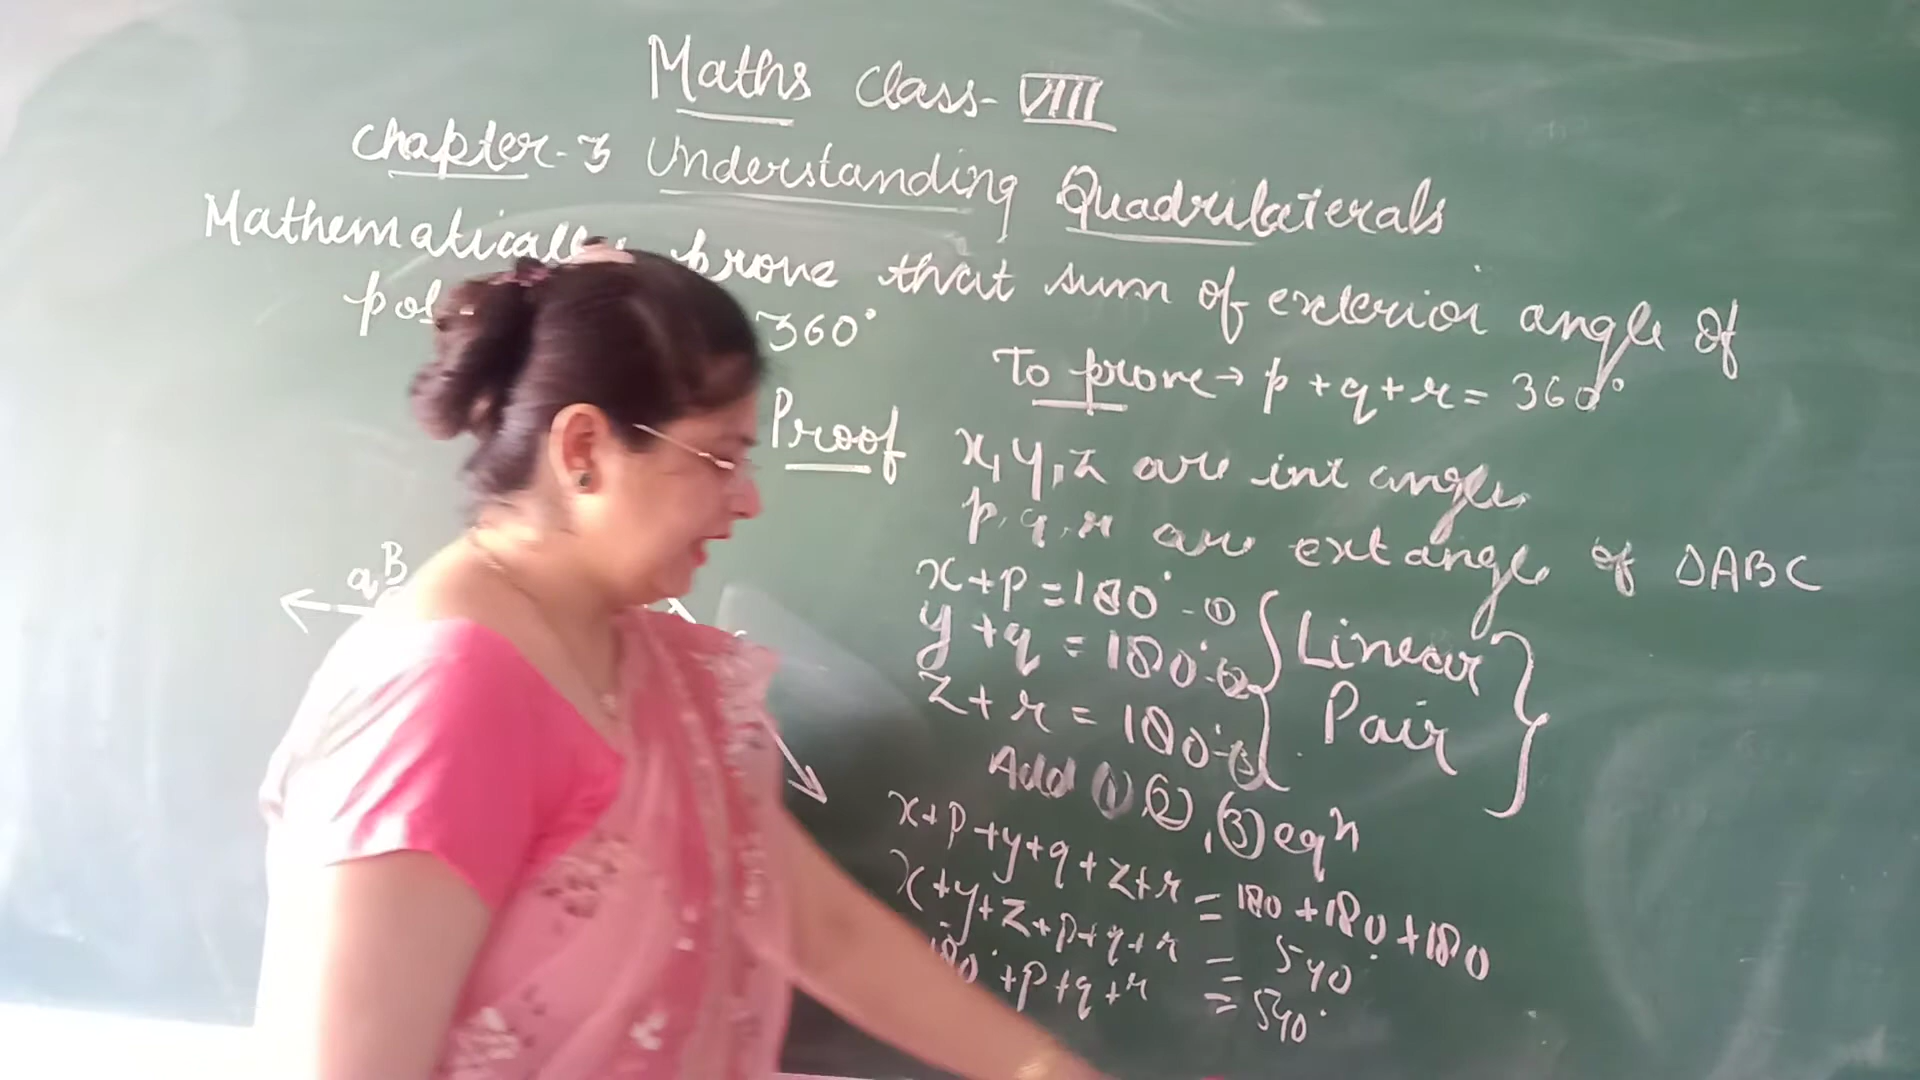 Maths Class- VIII
Chapter-3 Understanding Quadrilaterals
Mathematically prove that sum of exterior angle of
360°
To prove → p+q+r = 360°
Proof
x, y, z are int angles
p, q, r are ext angle of ΔABC
x+p = 180° - ①
y+q = 180° - ②
z+r = 180° - ③
Linear
Pair
Add ①, ②, ③ eqn
x+p+y+q+z+r = 180+180+180
x+y+z+p+q+r = 540°
180°+p+q+r = 540°
q B